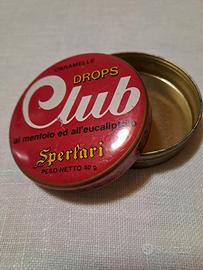 CARAMELLE
DROPS
Club
al mentolo ed all'eucaliptolo
Sperlari
PESO NETTO 40 g